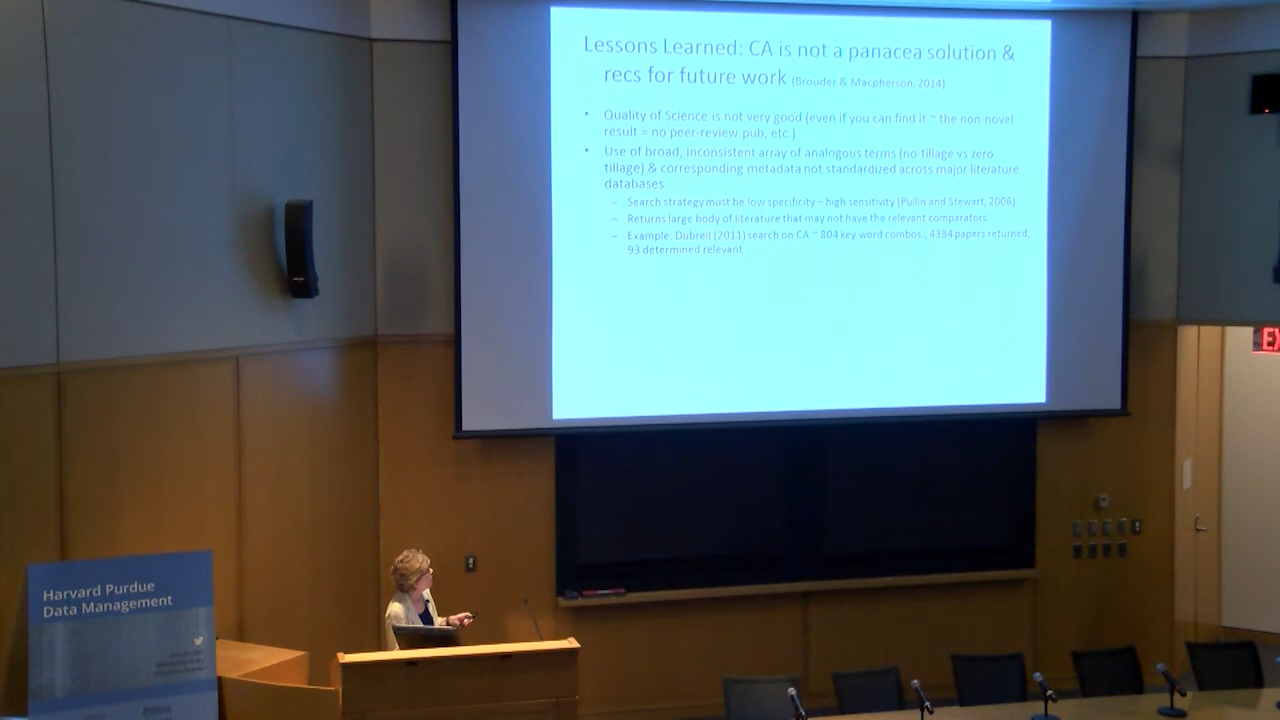 Lessons Learned: CA is not a panacea solution &
recs for future work (Brouder & Macpherson, 2014)
• Quality of Science is not very good (even if you can find it ~ the non-novel
result = no peer-review pub, etc.)
• Use of broad, inconsistent array of analogous terms (no-tillage vs zero
tillage) & corresponding metadata not standardized across major literature
databases
– Search strategy must be low specificity – high sensitivity (Pullin and Stewart, 2006)
– Returns large body of literature that may not have the relevant comparators
– Example: Dubreil (2011) search on CA ~ 804 key word combos., 4384 papers returned,
93 determined relevant
EX
Harvard Purdue
Data Management